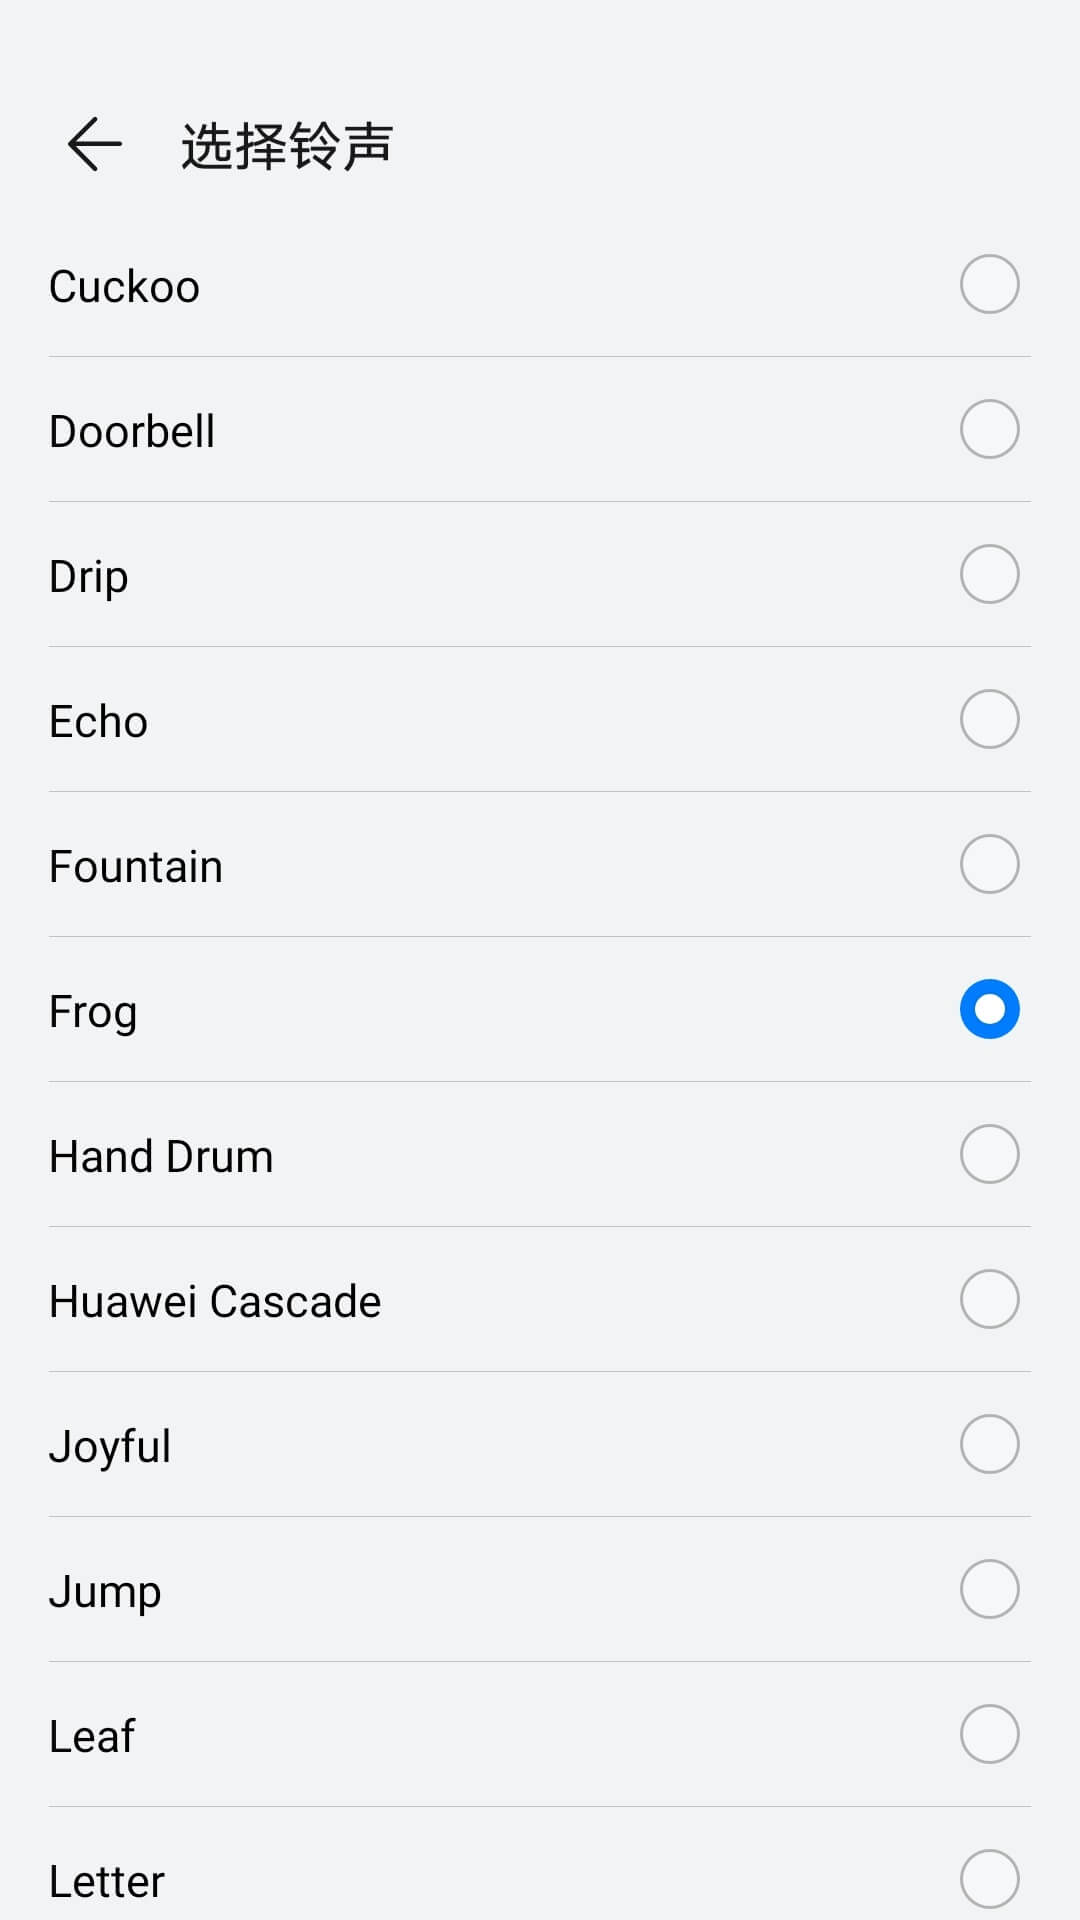 选择铃声
Cuckoo
Doorbell
Drip
Echo
Fountain
Frog
Hand Drum
Huawei Cascade
Joyful
Jump
Leaf
Letter